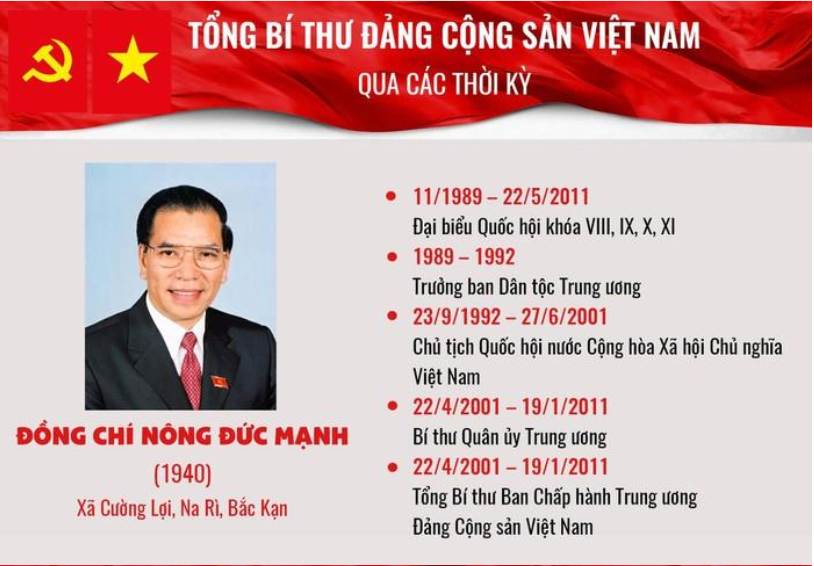 TỔNG BÍ THƯ ĐẢNG CỘNG SẢN VIỆT NAM
QUA CÁC THỜI KỲ
ĐỒNG CHÍ NÔNG ĐỨC MẠNH
(1940)
Xã Cường Lợi, Na Rì, Bắc Kạn
11/1989 – 22/5/2011
Đại biểu Quốc hội khóa VIII, IX, X, XI
1989 – 1992
Trưởng ban Dân tộc Trung ương
23/9/1992 – 27/6/2001
Chủ tịch Quốc hội nước Cộng hòa Xã hội Chủ nghĩa
Việt Nam
22/4/2001 – 19/1/2011
Bí thư Quân ủy Trung ương
22/4/2001 – 19/1/2011
Tổng Bí thư Ban Chấp hành Trung ương
Đảng Cộng sản Việt Nam